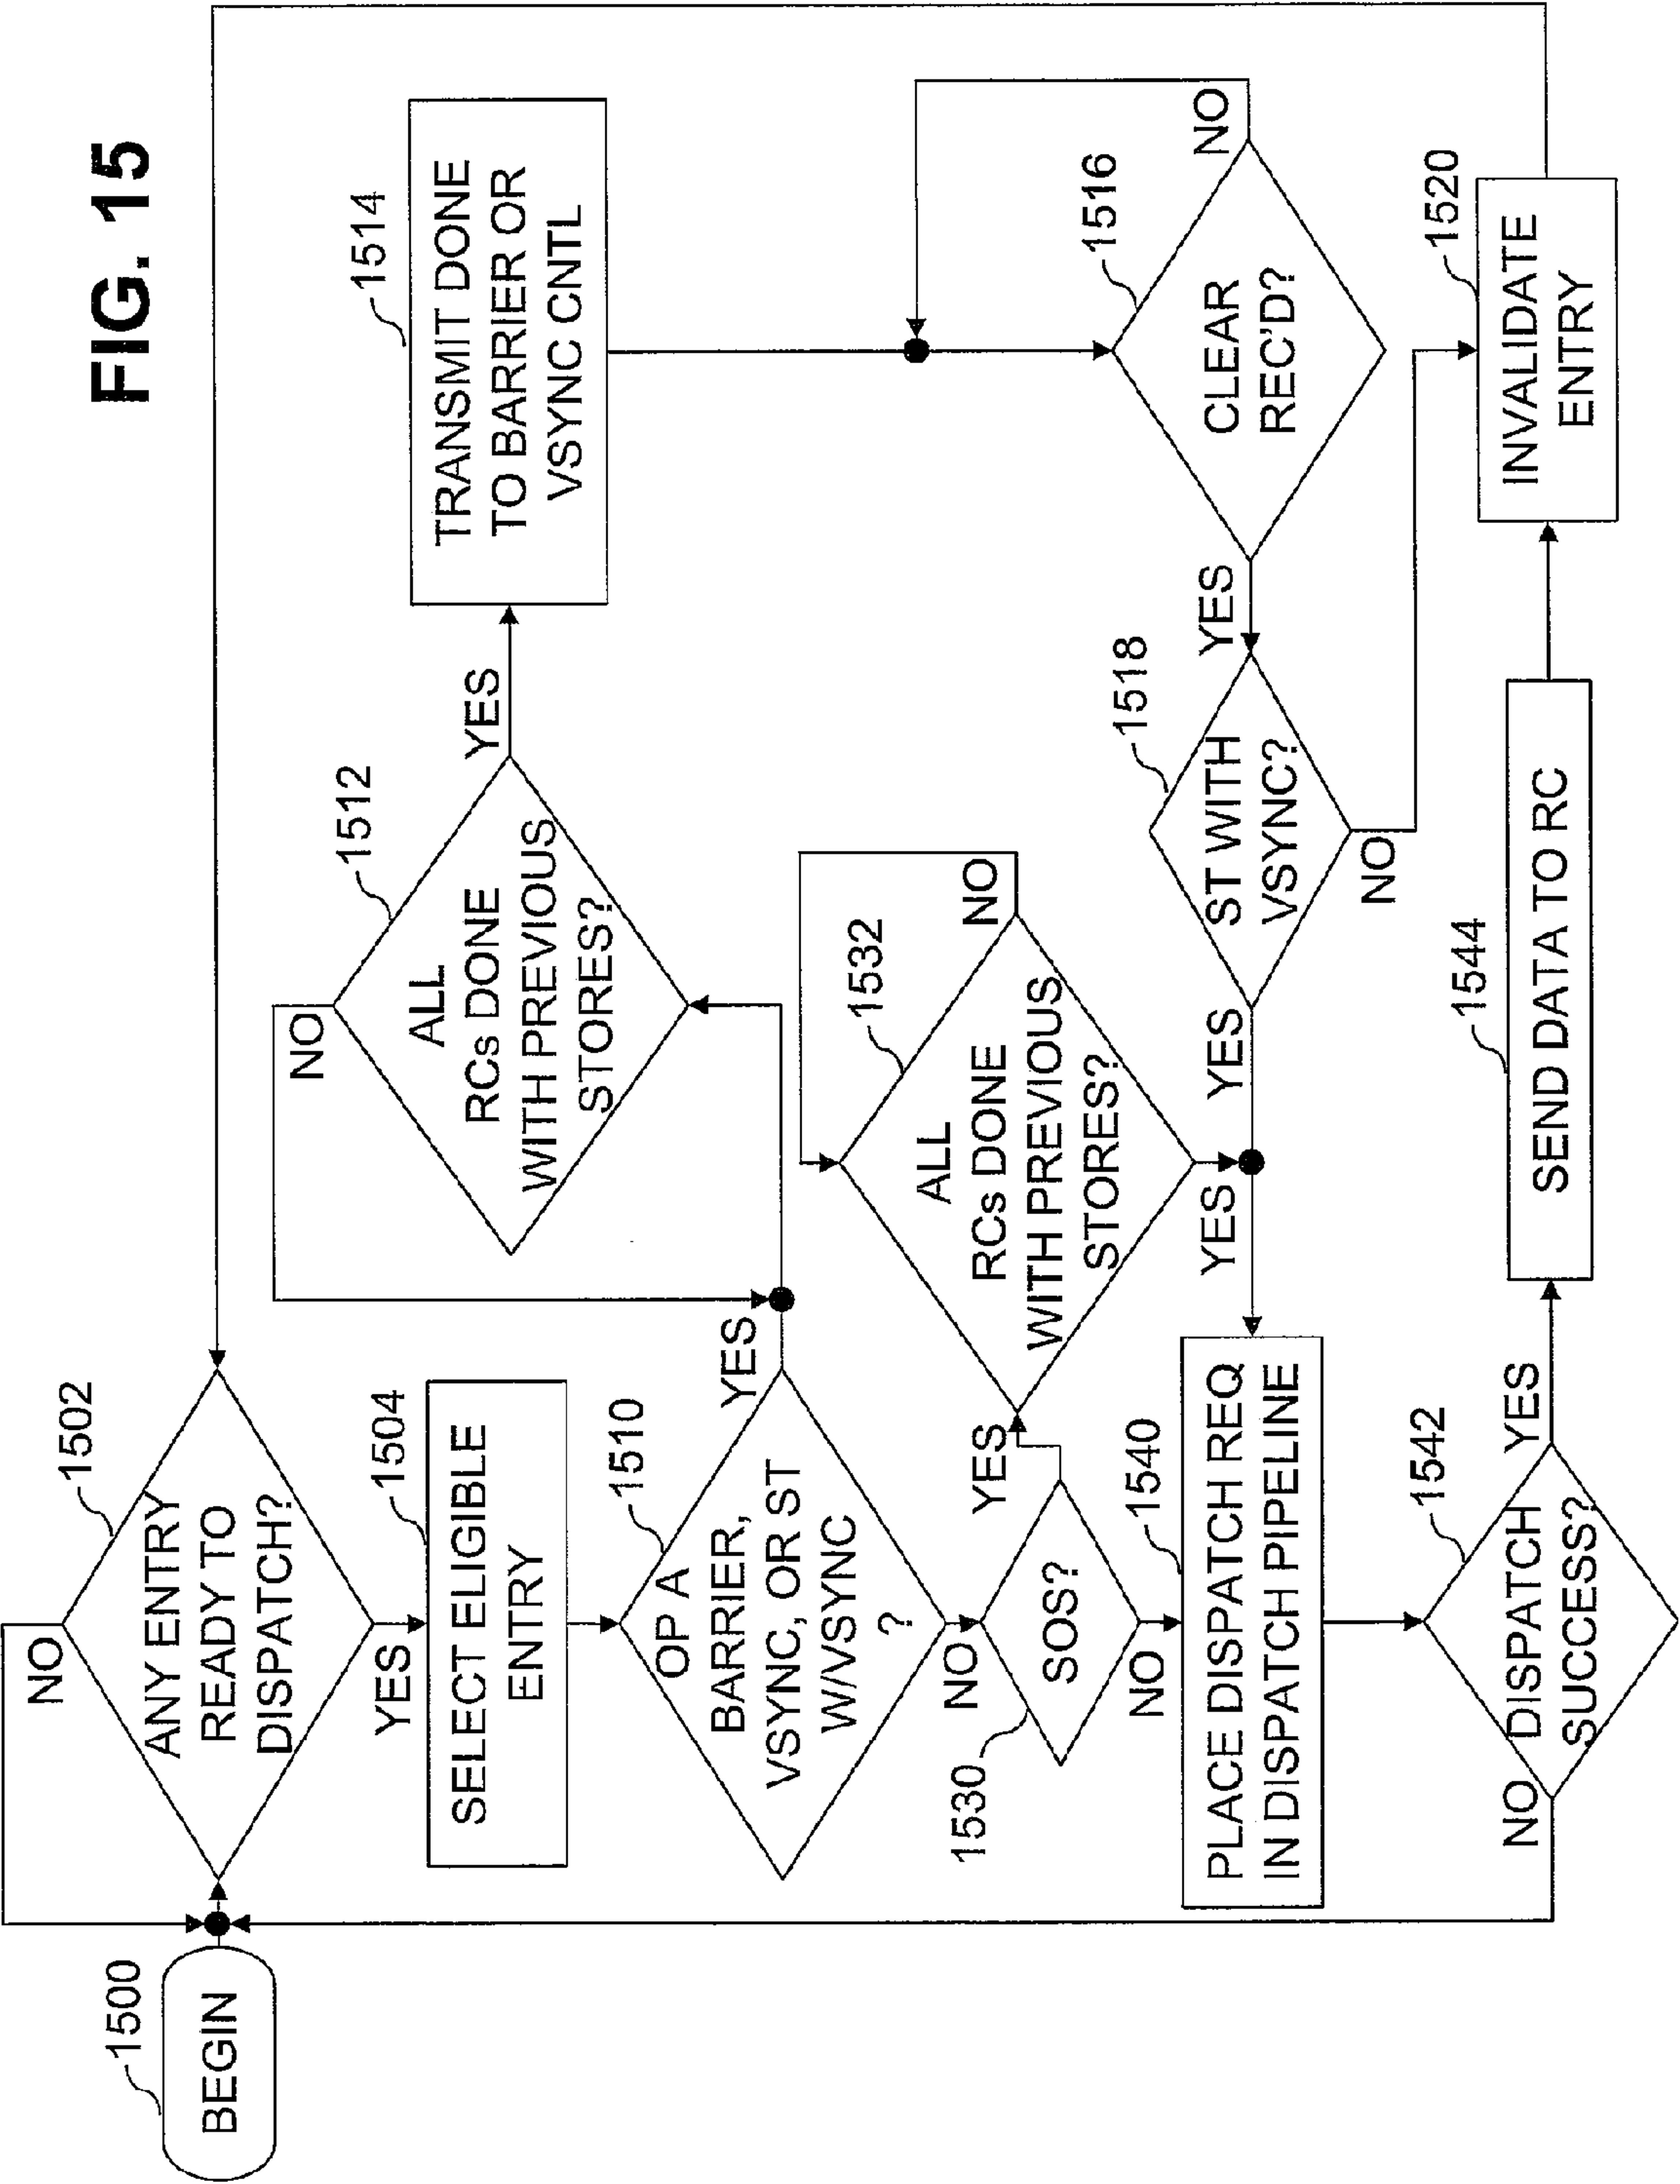 FIG. 15
1500
BEGIN
NO
1502
ANY ENTRY
READY TO
DISPATCH?
YES
1504
SELECT ELIGIBLE
ENTRY
1510
OP A
BARRIER,
VSYNC, OR ST
W/VSYNC
?
YES
NO
NO
1512
ALL
RCs DONE
WITH PREVIOUS
STORES?
YES
1514
TRANSMIT DONE
TO BARRIER OR
VSYNC CNTL
1530
SOS?
YES
NO
1532
ALL
RCs DONE
WITH PREVIOUS
STORES?
NO
YES
1516
CLEAR
REC'D?
NO
YES
1518
ST WITH
VSYNC?
YES
NO
1540
PLACE DISPATCH REQ
IN DISPATCH PIPELINE
1542
DISPATCH
SUCCESS?
NO
YES
1544
SEND DATA TO RC
1520
INVALIDATE
ENTRY